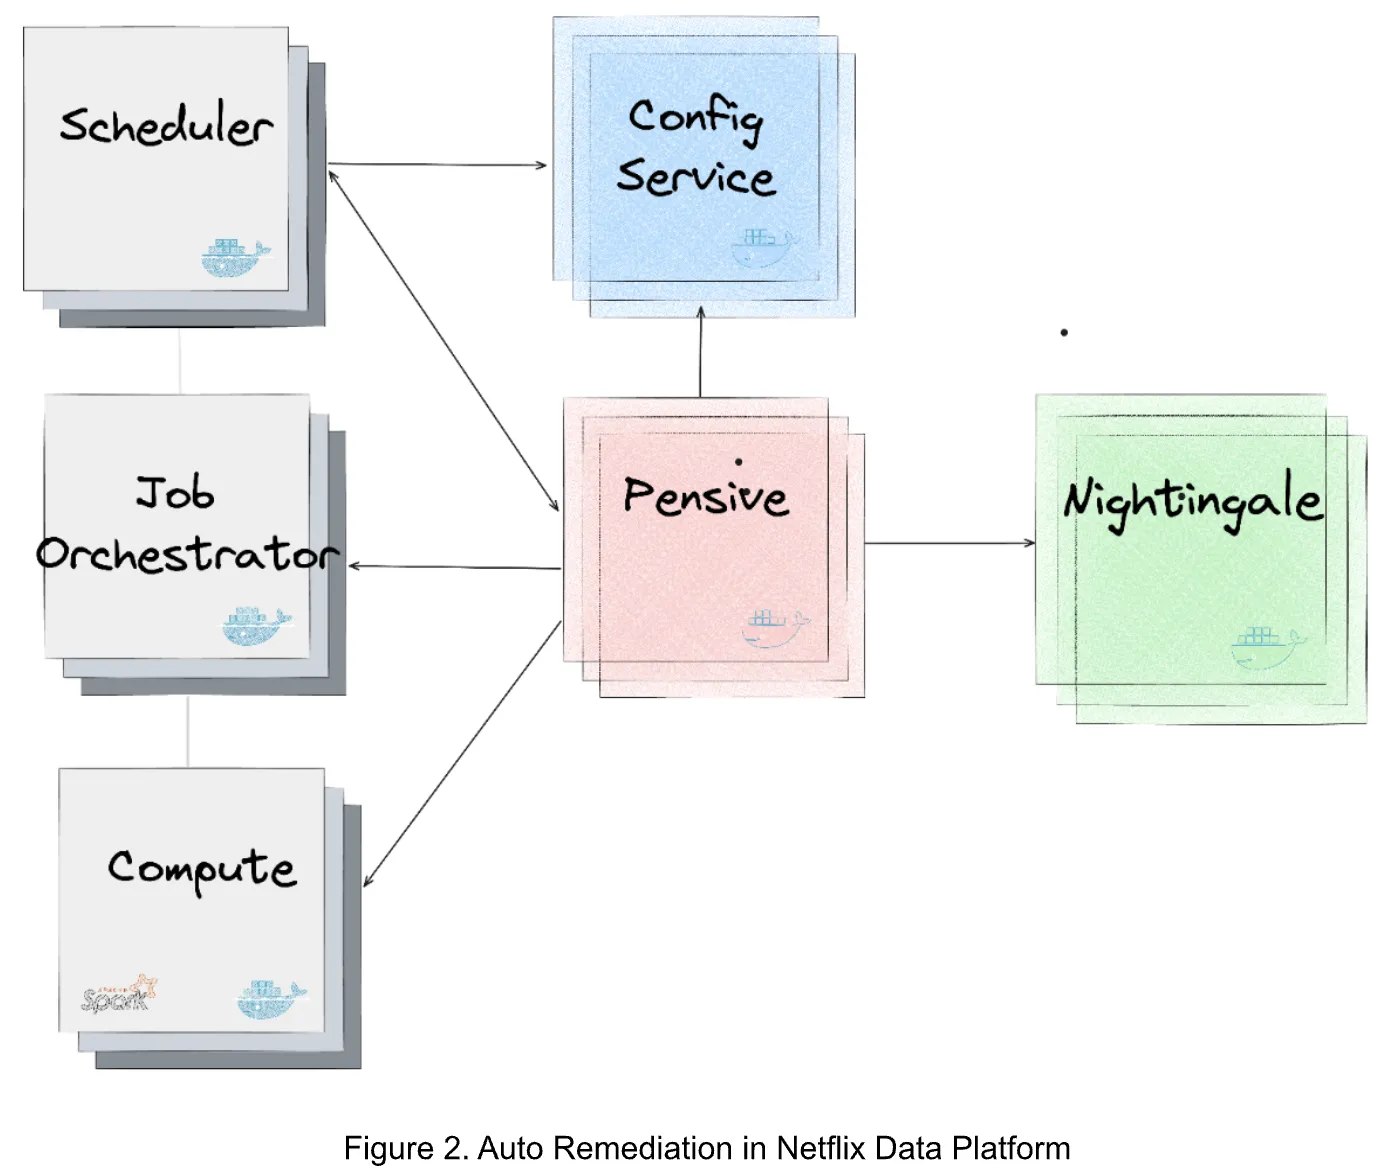 Scheduler
Config
Service
Job
Orchestrator
Pensive
Nightingale
Compute
Spark
Figure 2. Auto Remediation in Netflix Data Platform